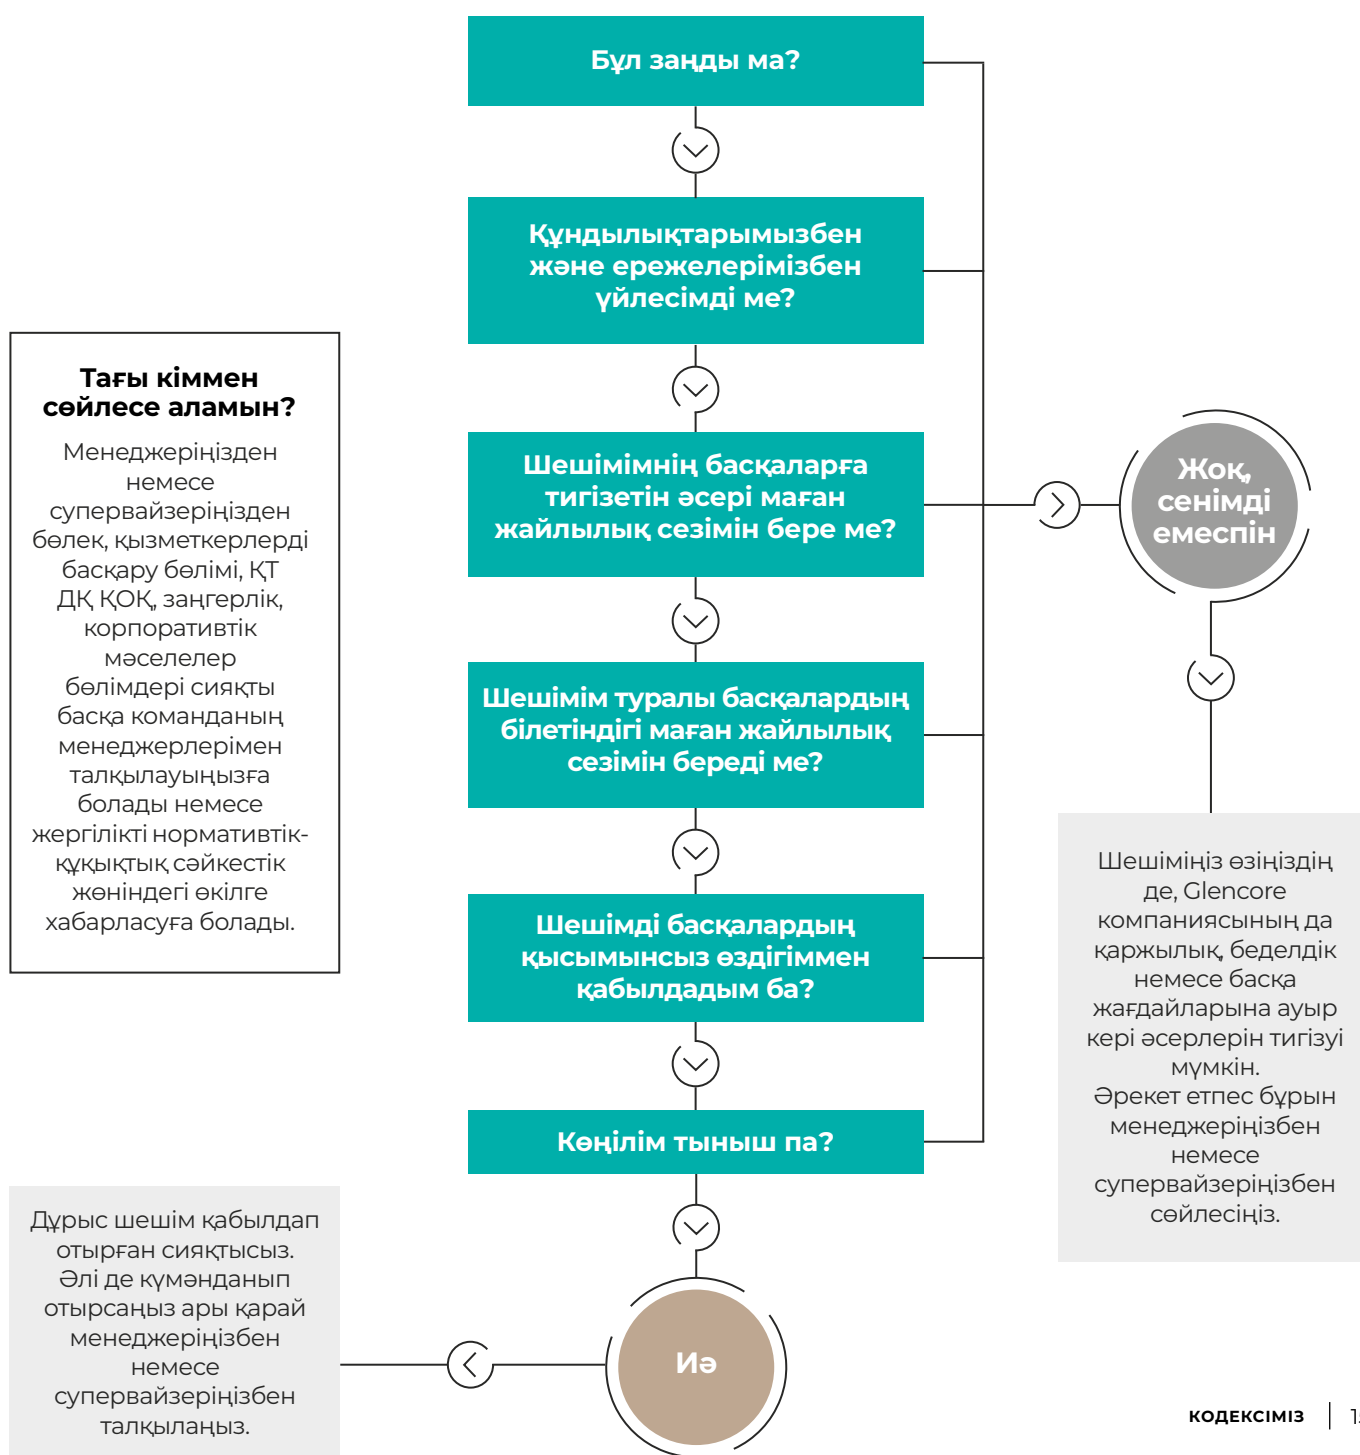 Бұл заңды ма?
Құндылықтарымызбен
және ережелерімізбен
үйлесімді ме?
Тағы кіммен
сөйлесе аламын?
Менеджеріңізден
немесе
супервайзеріңізден
бөлек, қызметкерлерді
басқару бөлімі, ҚТ
ДҚ ҚОҚ, заңгерлік,
корпоративтік
мәселелер
бөлімдері сияқты
басқа команданың
менеджерлерімен
талқылауыңызға
болады немесе
жергілікті нормативтік-
құқықтық сәйкестік
жөніндегі өкілге
хабарласуға болады.
Шешімімнің басқаларға
тигізетін әсері маған
жайлылық сезімін бере ме?
Жоқ,
сенімді
емеспін
Шешімім туралы басқалардың
білетіндігі маған жайлылық
сезімін береді ме?
Шешімді басқалардың
қысымынсыз өздігіммен
қабылдадым ба?
Шешіміңіз өзіңіздің
де, Glencore
компаниясының да
қаржылық, беделдік
немесе басқа
жағдайларына ауыр
кері әсерлерін тигізуі
мүмкін.
Әрекет етпес бұрын
менеджеріңізбен
немесе
супервайзеріңізбен
сөйлесіңіз.
Көңілім тыныш па?
Дұрыс шешім қабылдап
отырған сияқтысыз.
Әлі де күмәнданып
отырсаңыз ары қарай
менеджеріңізбен
немесе
супервайзеріңізбен
талқылаңыз.
Иә
КОДЕКСІМІЗ